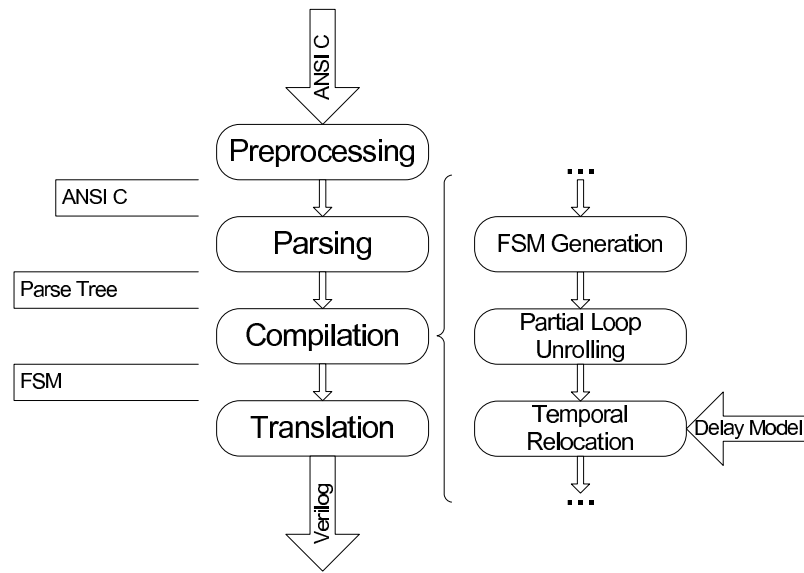 ANSI C
Preprocessing
ANSI C
Parsing
Parse Tree
Compilation
FSM
Translation
Verilog
...
FSM Generation
Partial Loop
Unrolling
Temporal
Relocation
Delay Model
...